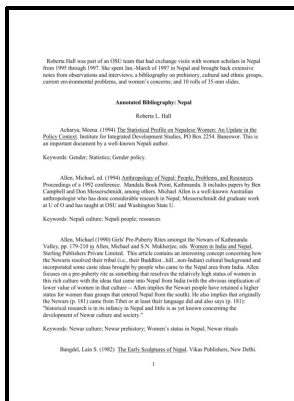 Roberta Hall was part of an OSU team that had exchange visits with women scholars in Nepal
from 1995 through 1997. She spent Jan.-March of 1997 in Nepal and brought back extensive
notes from observations and interviews; a bibliography on prehistory, cultural and ethnic groups,
current environmental problems, and women's concerns; and 10 rolls of 35-mm slides.
Annotated Bibliography: Nepal
Roberta L. Hall
Acharya, Meena. (1994) The Statistical Profile on Nepalese Women: An Update in the
Policy Context. Institute for Integrated Development Studies, PO Box 2254. Baneswor. This is
an important document by a well-known Nepali author.
Keywords: Gender; Statistics; Gender policy.
Allen, Michael, ed. (1994) Anthropology of Nepal: People, Problems, and Resources.
Proceedings of a 1992 conference. Mandala Book Point, Kathmandu. It includes papers by Ben
Campbell and Don Messerschmidt, among others. Michael Allen is a well-known Australian
anthropologist who has done considerable research in Nepal; Messerschmidt did graduate work
at U of O and has taught at OSU and Washington State U.
Keywords: Nepali culture; Nepali people; resources
Allen, Michael (1990) Girls' Pre-Puberty Rites amongst the Newars of Kathmandu
Valley, pp. 179-210 in Allen, Michael and S.N. Mukherjee, eds. Women in India and Nepal.
Sterling Publishers Private Limited. This article contains an interesting concept concerning how
the Newaris resolved their tribal (i.e., their Buddhist...hill...non-Indian) cultural background and
incorporated some caste ideas brought by people who came to the Nepal area from India. Allen
focuses on a pre-puberty rite as something that resolves the relatively high status of women in
this rich culture with the ideas that came into Nepal from India (with the obvious implication of
lower value of women in that culture -- Allen implies the Newari people have retained a higher
status for women than groups that entered Nepal from the south). He also implies that originally
the Newars (p. 181) came from Tibet or at least their language did and also says that (p. 181):
"historical research is in its infancy in Nepal and little is as yet known concerning the
development of Newar culture and society."
Keywords: Newar culture; Newar prehistory; Women's status in Nepal; Newar rituals
Bangdel, Lain S. (1982) The Early Sculptures of Nepal. Vikas Publishers, New Delhi.
1